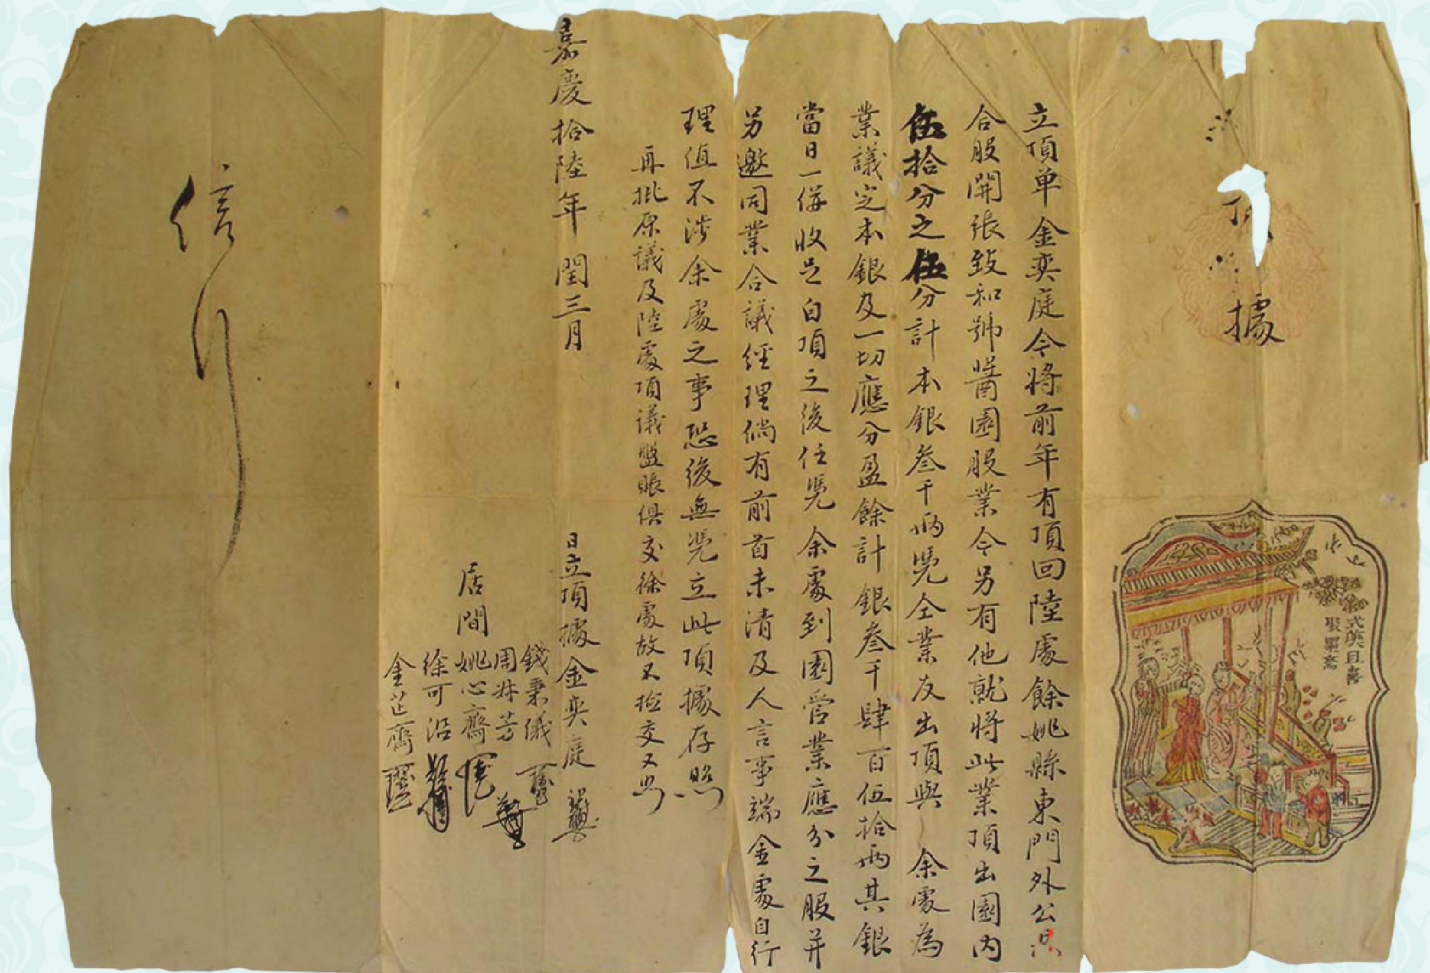 據
立頂单金奕庭今將前年有頂回陸處餘姚縣東門外公共
合股開張致和號醬園股業今另有他就將此業頂出園內
伍拾分之伍分計本銀叁千兩凭仝業友出頂與余處為
業議定本銀及一切應分盈餘計銀叁千肆百伍拾兩其銀
當日一併收足自頂之後任凭余處到園营業應分之股并
另邀同業合議經理倘有前首未清及人言事端金處自行
理值不涉余處之事恐後無凭立此頂據存照
再批原議及陸處頂議盤賬俱交徐處故不撿交又照
嘉慶拾陸年閏三月
日立頂據金奕庭
居間
錢秉儀
周芳
姚心齋
徐可沿
金芷齋
信行